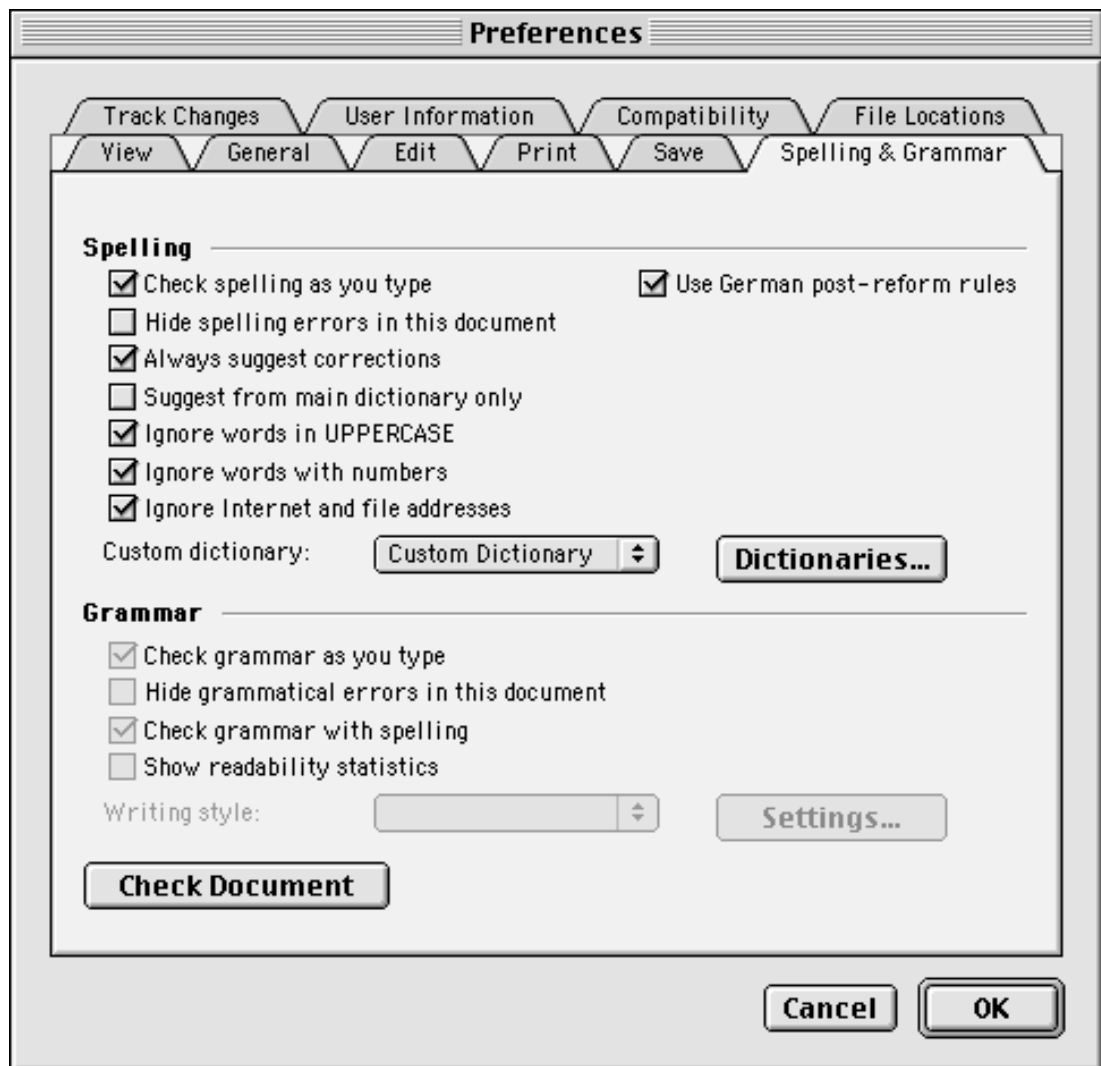 Preferences
Track Changes User Information Compatibility File Locations
View General Edit Print Save Spelling & Grammar
Spelling
Check spelling as you type Use German post-reform rules
Hide spelling errors in this document
Always suggest corrections
Suggest from main dictionary only
Ignore words in UPPERCASE
Ignore words with numbers
Ignore Internet and file addresses
Custom dictionary: Custom Dictionary Dictionaries...
Grammar
Check grammar as you type
Hide grammatical errors in this document
Check grammar with spelling
Show readability statistics
Writing style: Settings...
Check Document
Cancel OK